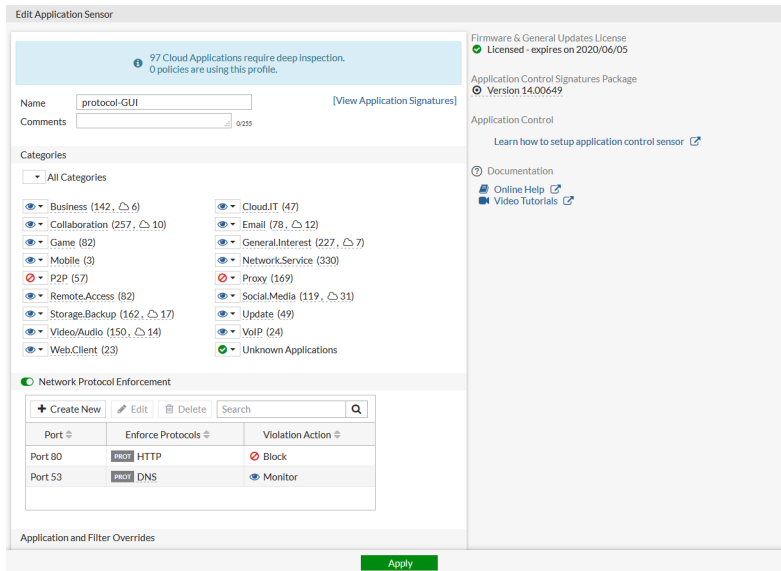 Edit Application Sensor
97 Cloud Applications require deep inspection.
0 policies are using this profile.
Name protocol-GUI [View Application Signatures]
Comments 0/255
Categories
All Categories
Business (142, 6) Cloud.IT (47)
Collaboration (257, 10) Email (78, 12)
Game (82) General.Interest (227, 7)
Mobile (3) Network.Service (330)
P2P (57) Proxy (169)
Remote.Access (82) Social.Media (119, 31)
Storage.Backup (162, 17) Update (49)
Video/Audio (150, 14) VoIP (24)
Web.Client (23) Unknown Applications
Network Protocol Enforcement
Create New Edit Delete Search
Port Enforce Protocols Violation Action
Port 80 PROT HTTP Block
Port 53 PROT DNS Monitor
Application and Filter Overrides
Firmware & General Updates License
Licensed - expires on 2020/06/05
Application Control Signatures Package
Version 14.00649
Application Control
Learn how to setup application control sensor
Documentation
Online Help
Video Tutorials
Apply